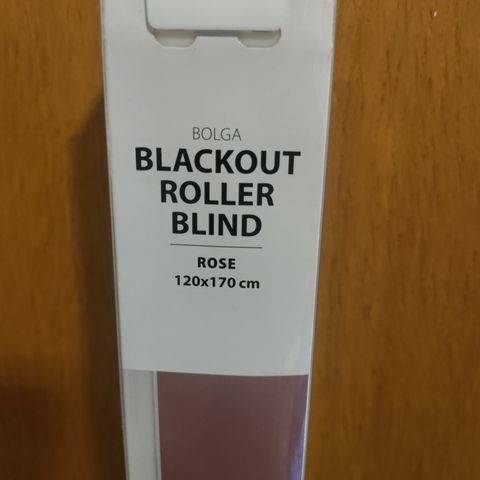 BOLGA
BLACKOUT
ROLLER
BLIND
ROSE
120x170 cm